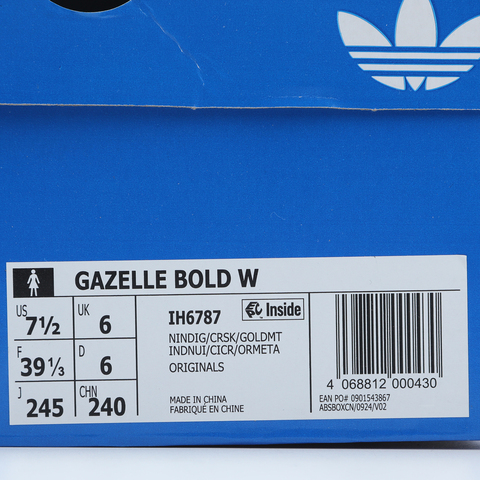 GAZELLE BOLD W
US 7½ UK 6
F 39⅓ D 6
J 245 CHN 240
IH6787 Inside
NINDIG/CRSK/GOLDMT
INDNUI/CICR/ORMETA
ORIGINALS
MADE IN CHINA
FABRIQUÉ EN CHINE
4 068812 000430
EAN PO# 0901543867
ABSBOXCN/0924/V02